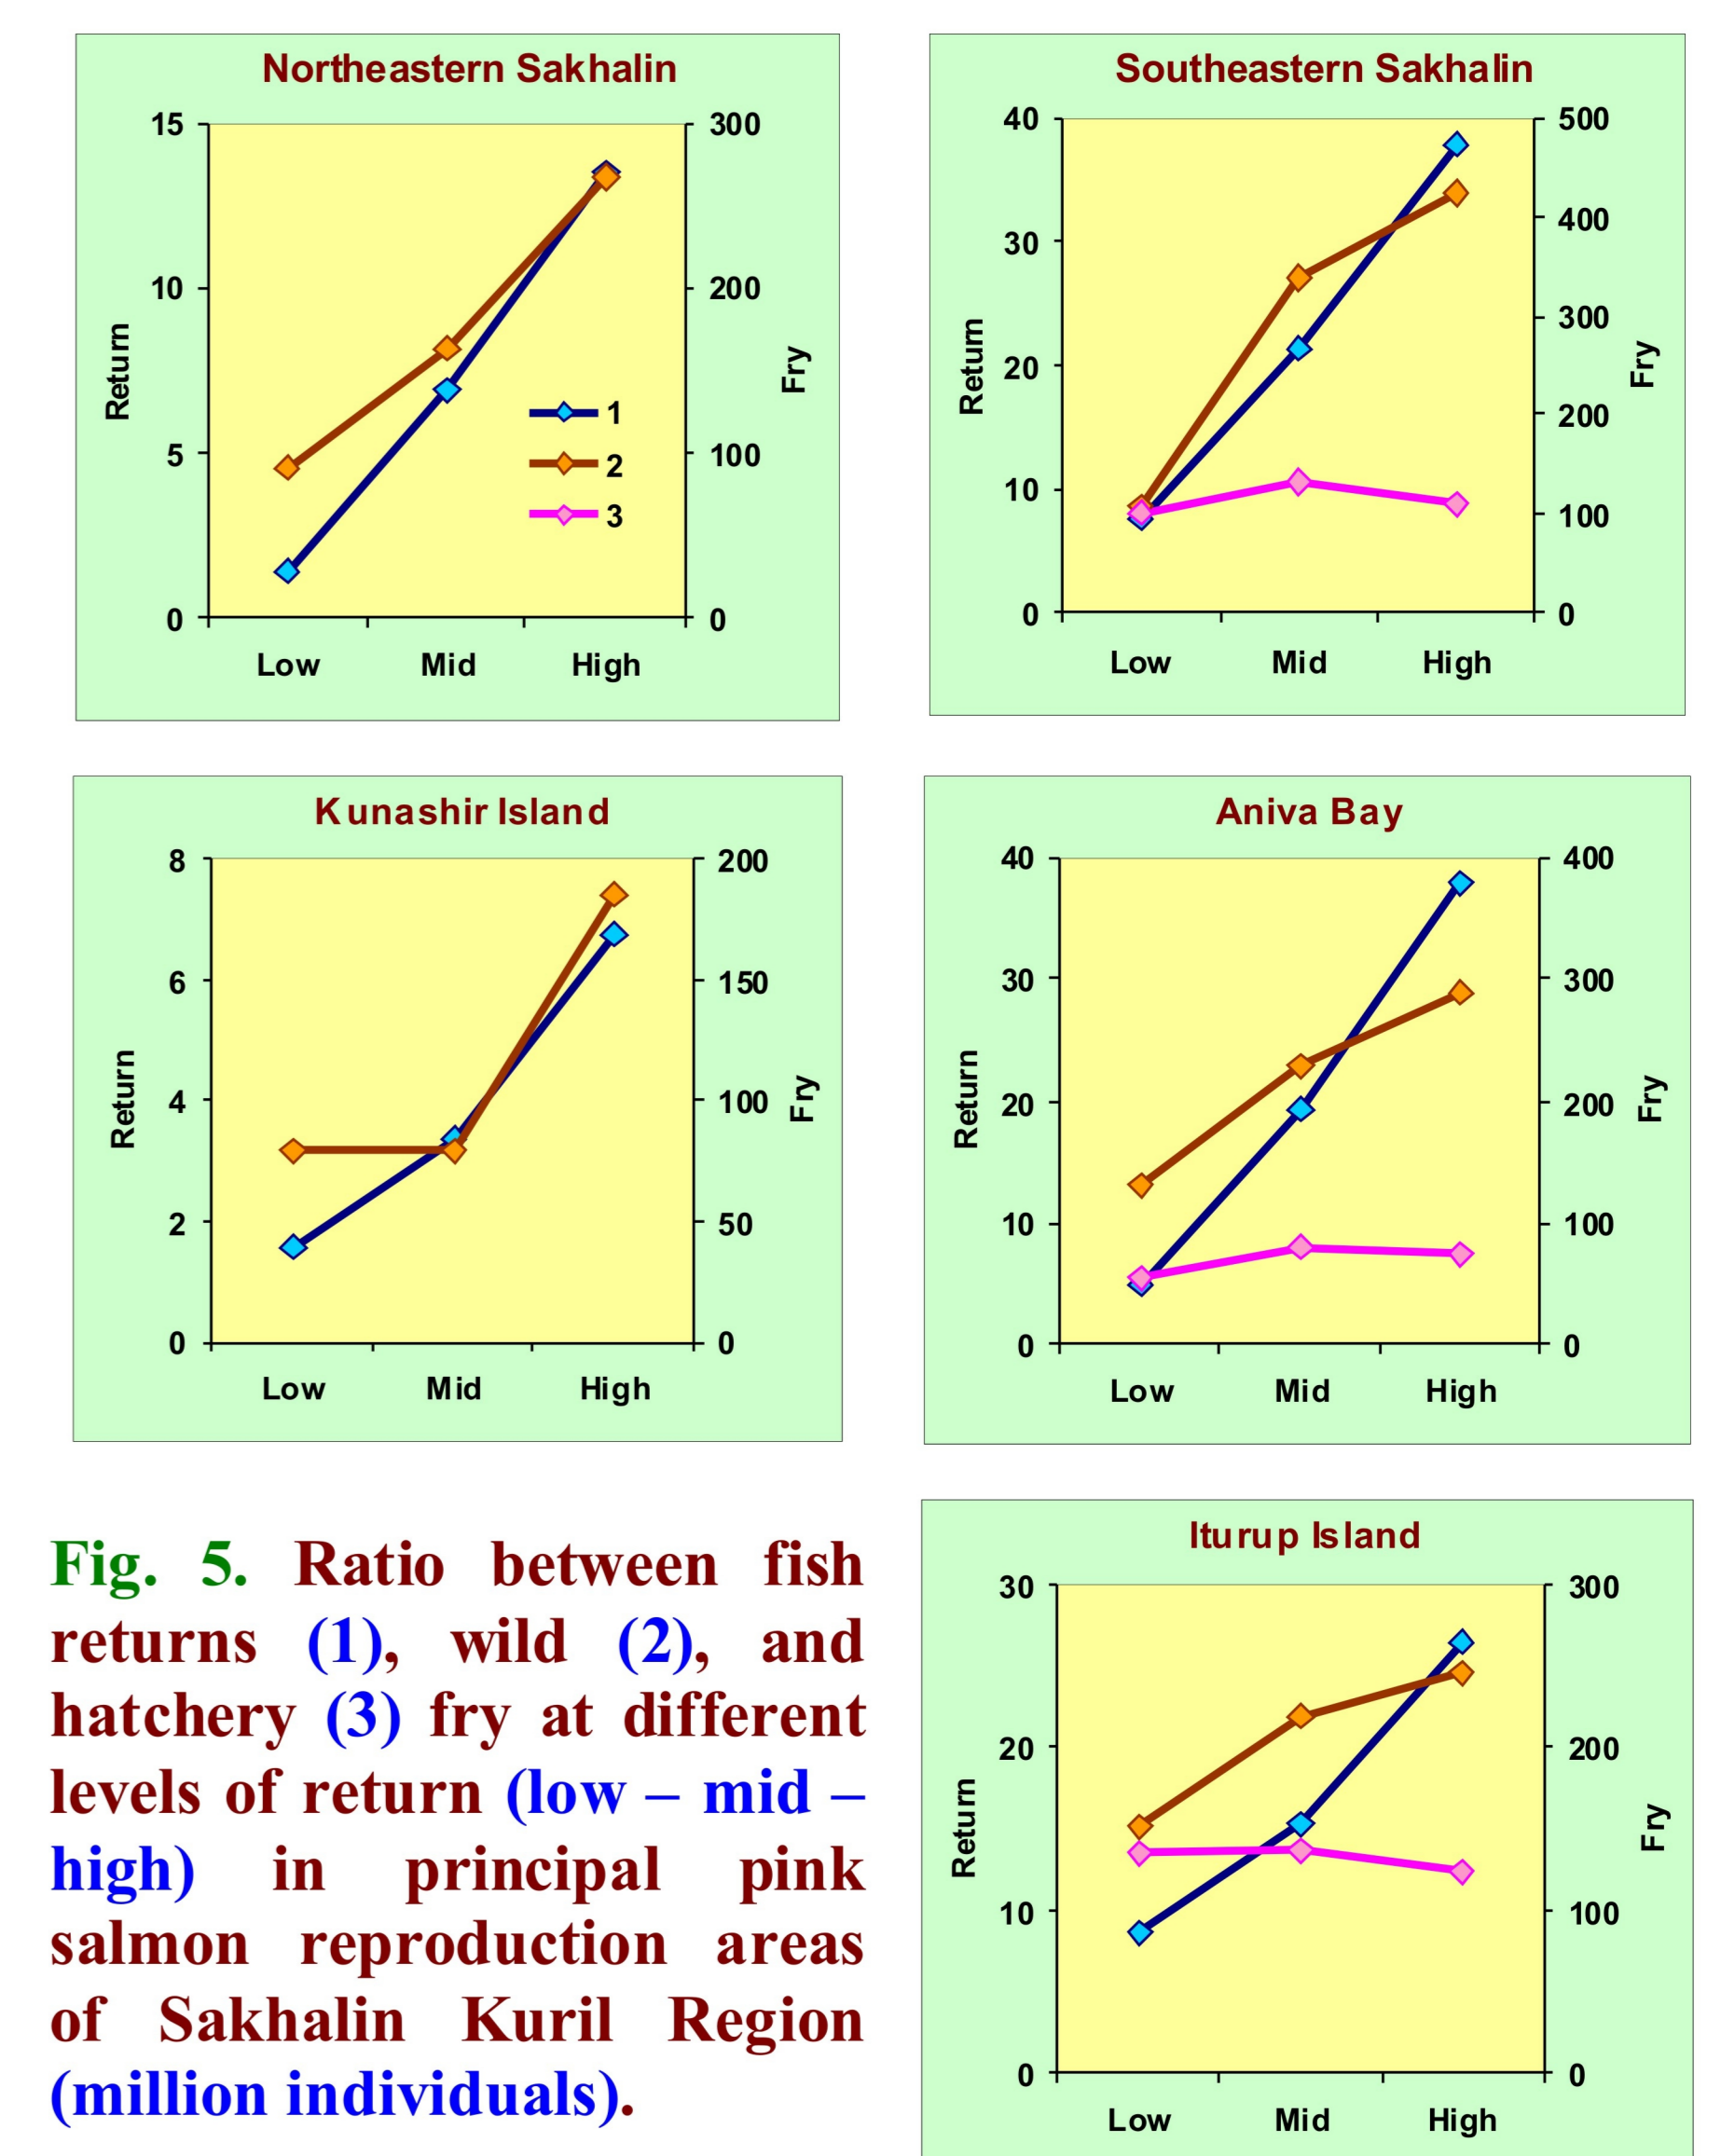 Northeastern Sakhalin
15
10
5
0
Return
300
200
100
0
Fry
1
2
3
Low Mid High
Southeastern Sakhalin
40
30
20
10
0
Return
500
400
300
200
100
0
Fry
Low Mid High
Kunashir Island
8
6
4
2
0
Return
200
150
100
50
0
Fry
Low Mid High
Aniva Bay
40
30
20
10
0
Return
400
300
200
100
0
Fry
Low Mid High
Fig. 5. Ratio between fish
returns (1), wild (2), and
hatchery (3) fry at different
levels of return (low – mid –
high) in principal pink
salmon reproduction areas
of Sakhalin Kuril Region
(million individuals).
Iturup Island
30
20
10
0
Return
300
200
100
0
Fry
Low Mid High